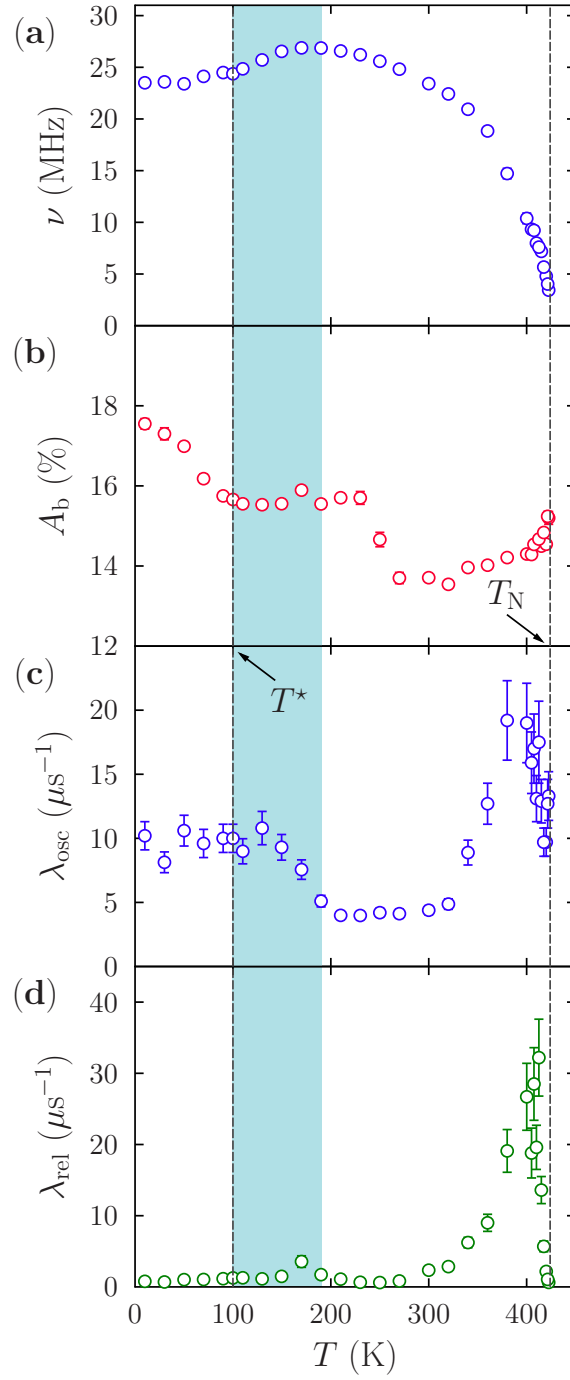 (a)
30
25
20
15
10
5
0
ν (MHz)
(b)
18
16
14
12
A_b (%)
T_N
T⋆
(c)
20
15
10
5
0
λ_osc (μs⁻¹)
(d)
40
30
20
10
0
λ_rel (μs⁻¹)
0 100 200 300 400
T (K)